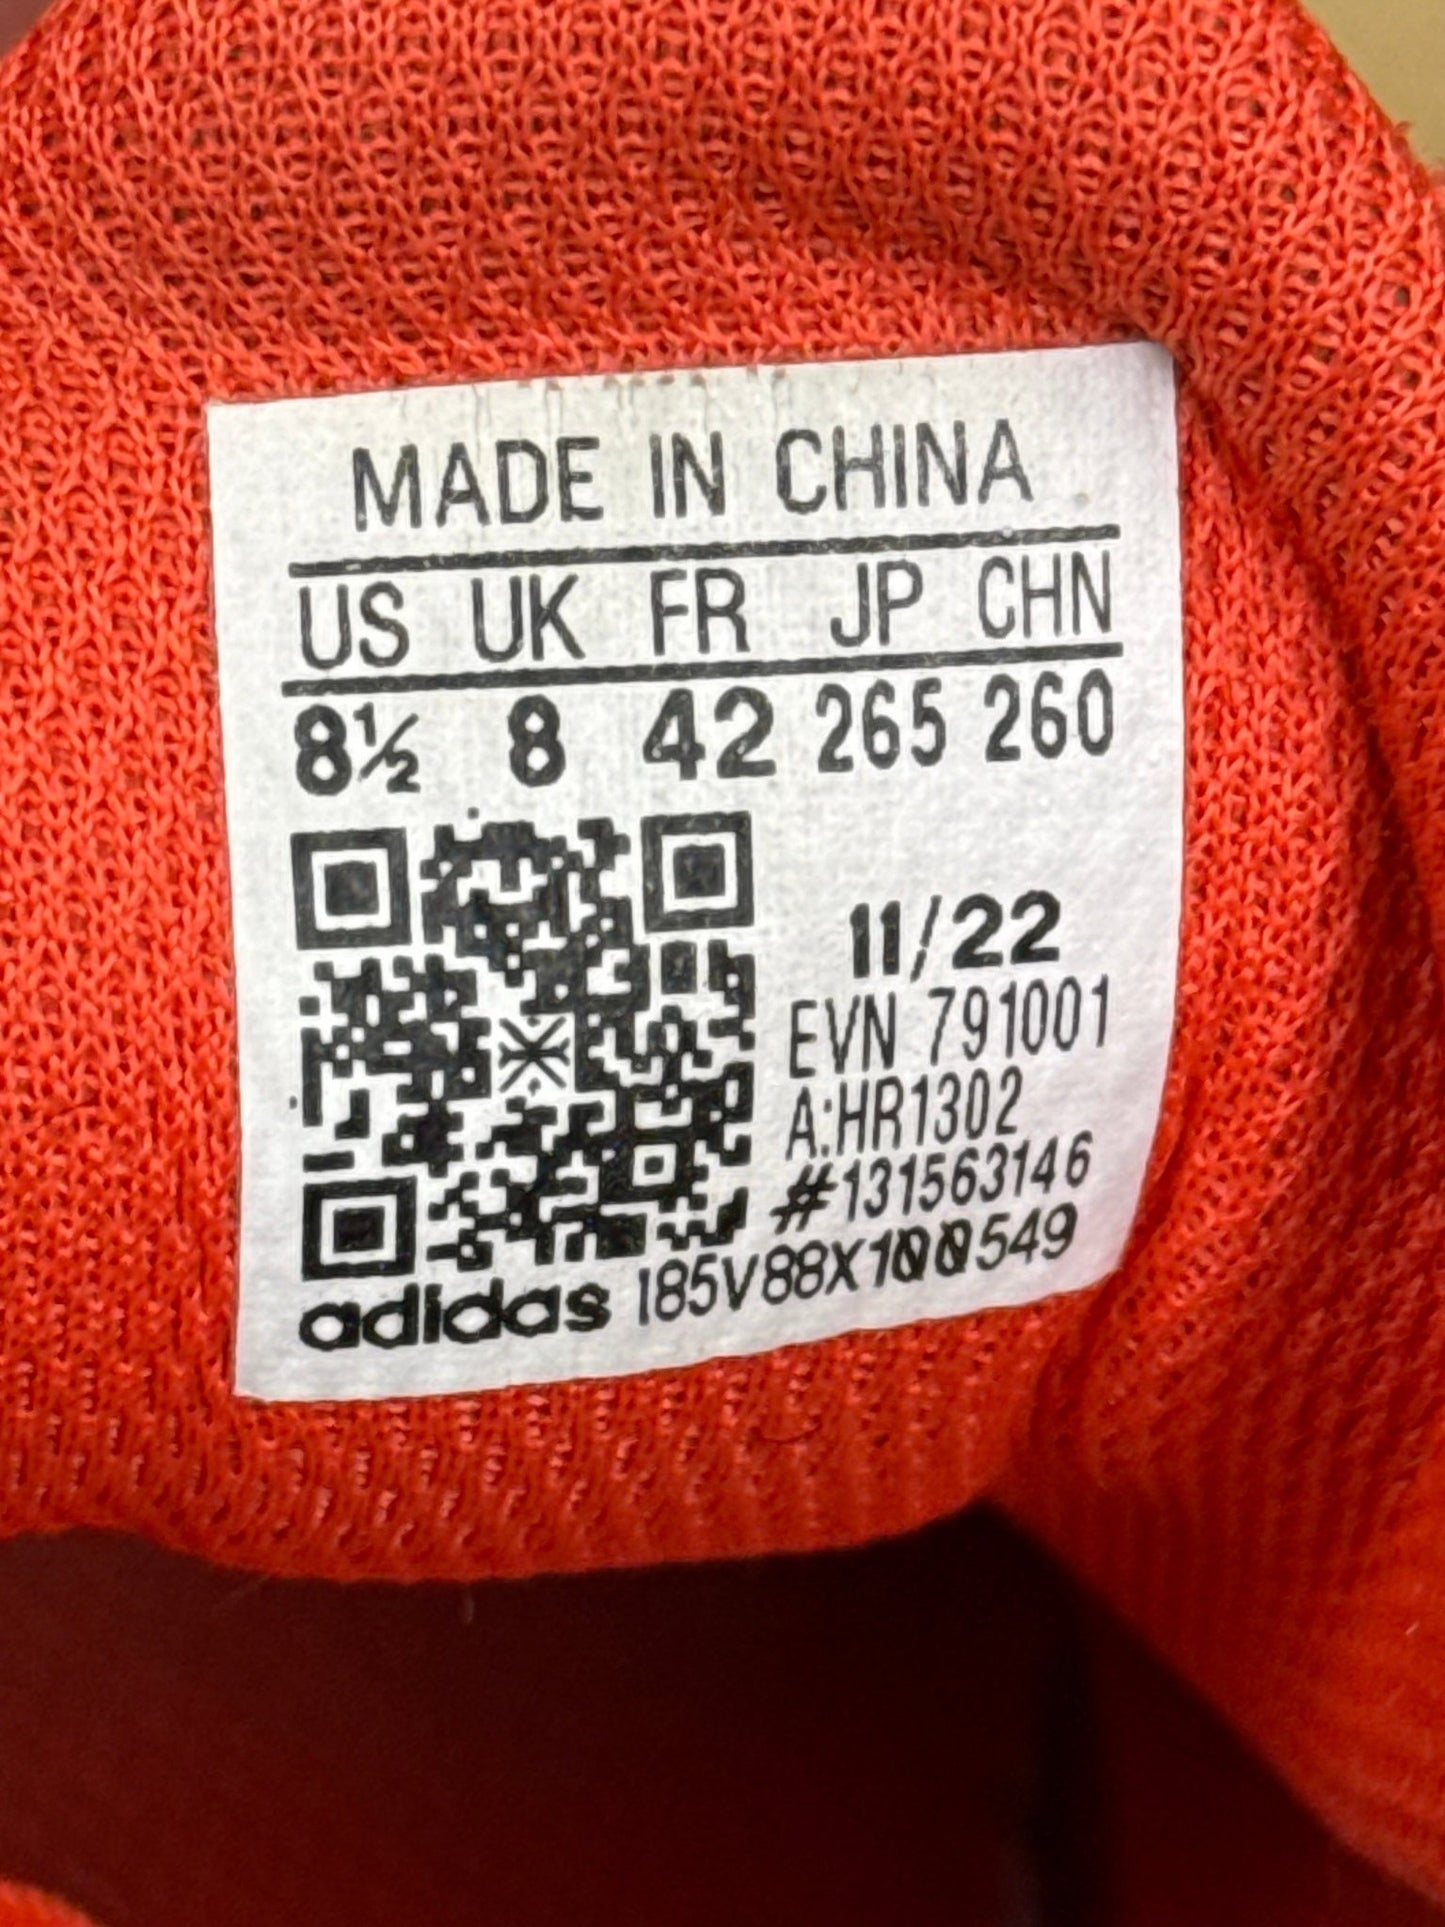 MADE IN CHINA
US UK FR JP CHN
8½ 8 42 265 260
11/22
EVN 791001
A:HR1302
#131563146
adidas 185V88X100549